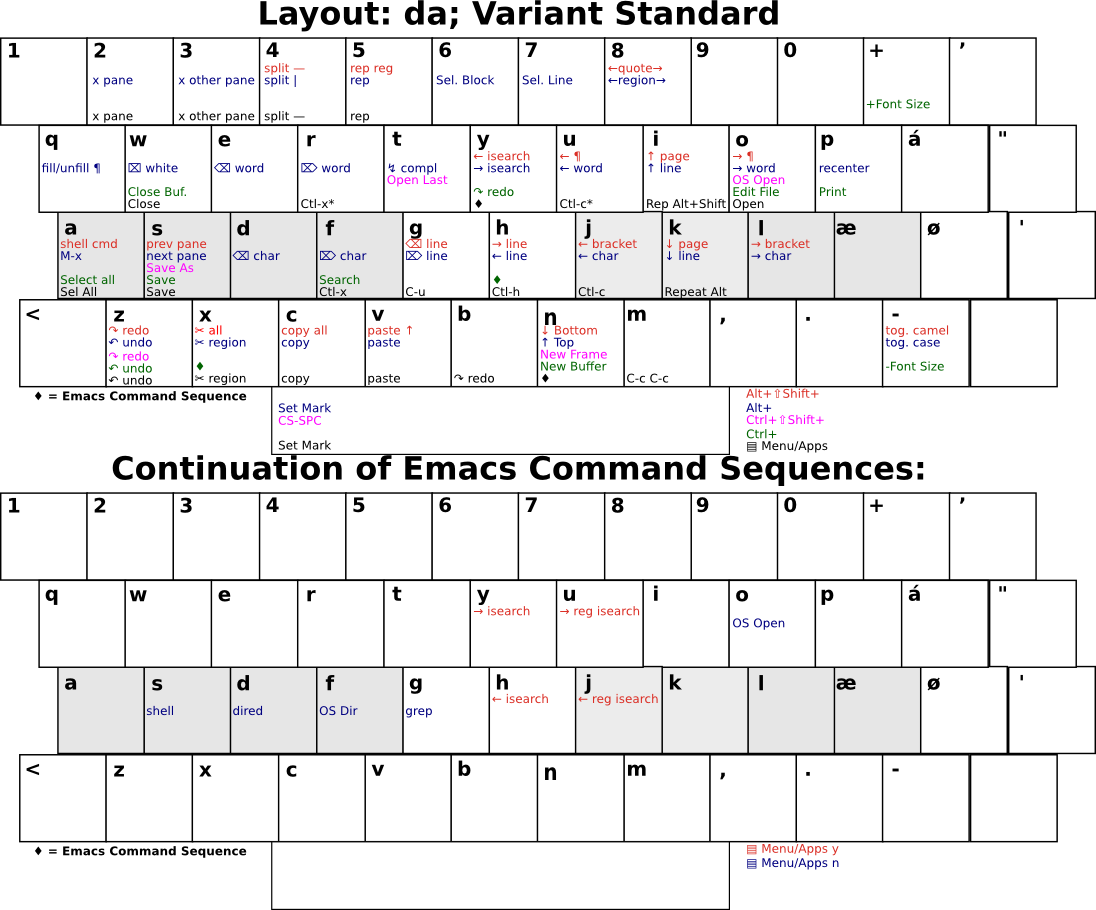 Layout: da; Variant Standard
1 2 3 4 5 6 7 8 9 0 + ’
split — rep reg ←quote→
x pane x other pane split | rep Sel. Block Sel. Line ←region→
+Font Size
x pane x other pane split — rep
q w e r t y u i o p á "
← isearch ← ¶ ↑ page → ¶
fill/unfill ¶ ⌧ white ⌫ word ⌦ word ↯ compl → isearch ← word ↑ line → word recenter
Open Last OS Open
Close Buf. ↷ redo Edit File Print
Close Ctl-x* ♦ Ctl-c* Rep Alt+Shift Open
a s d f g h j k l æ ø '
shell cmd prev pane ⌫ line → line ← bracket ↓ page → bracket
M-x next pane ⌫ char ⌦ char ⌦ line ← line ← char ↓ line → char
Save As
Select all Save Search ♦
Sel All Save Ctl-x C-u Ctl-h Ctl-c Repeat Alt
< z x c v b n m , . -
↷ redo ✂ all copy all paste ↑ ↓ Bottom tog. camel
↶ undo ✂ region copy paste ↑ Top tog. case
↷ redo New Frame
↶ undo ♦ New Buffer -Font Size
↶ undo ✂ region copy paste ↷ redo ♦ C-c C-c
♦ = Emacs Command Sequence Alt+⇧Shift+
Set Mark Alt+
CS-SPC Ctrl+⇧Shift+
Ctrl+
Set Mark ▤ Menu/Apps
Continuation of Emacs Command Sequences:
1 2 3 4 5 6 7 8 9 0 + ’
q w e r t y u i o p á "
→ isearch → reg isearch
OS Open
a s d f g h j k l æ ø '
← isearch ← reg isearch
shell dired OS Dir grep
< z x c v b n m , . -
♦ = Emacs Command Sequence ▤ Menu/Apps y
▤ Menu/Apps n